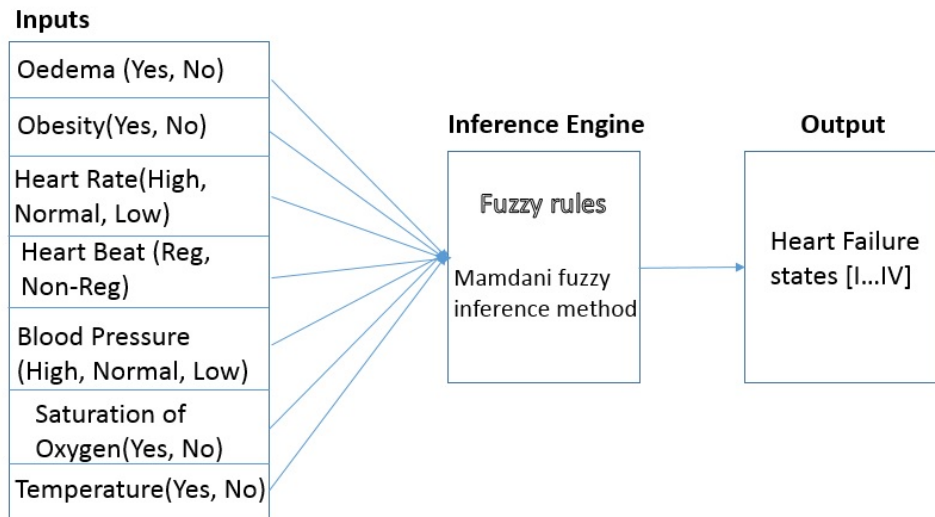 Inputs
Oedema (Yes, No)
Obesity(Yes, No)
Heart Rate(High,
Normal, Low)
Heart Beat (Reg,
Non-Reg)
Blood Pressure
(High, Normal, Low)
Saturation of
Oxygen(Yes, No)
Temperature(Yes, No)
Inference Engine
Fuzzy rules
Mamdani fuzzy
inference method
Output
Heart Failure
states [I...IV]